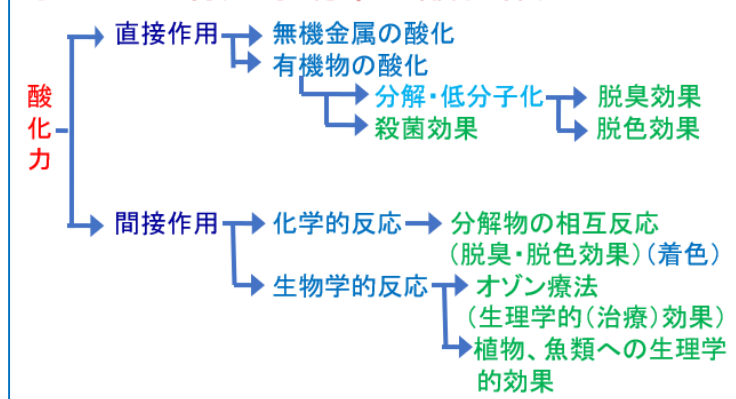 直接作用
無機金属の酸化
有機物の酸化
酸化力
分解・低分子化
脱臭効果
殺菌効果
脱色効果
間接作用
化学的反応
分解物の相互反応
(脱臭・脱色効果)(着色)
生物学的反応
オゾン療法
(生理学的(治療)効果)
植物、魚類への生理学
的効果